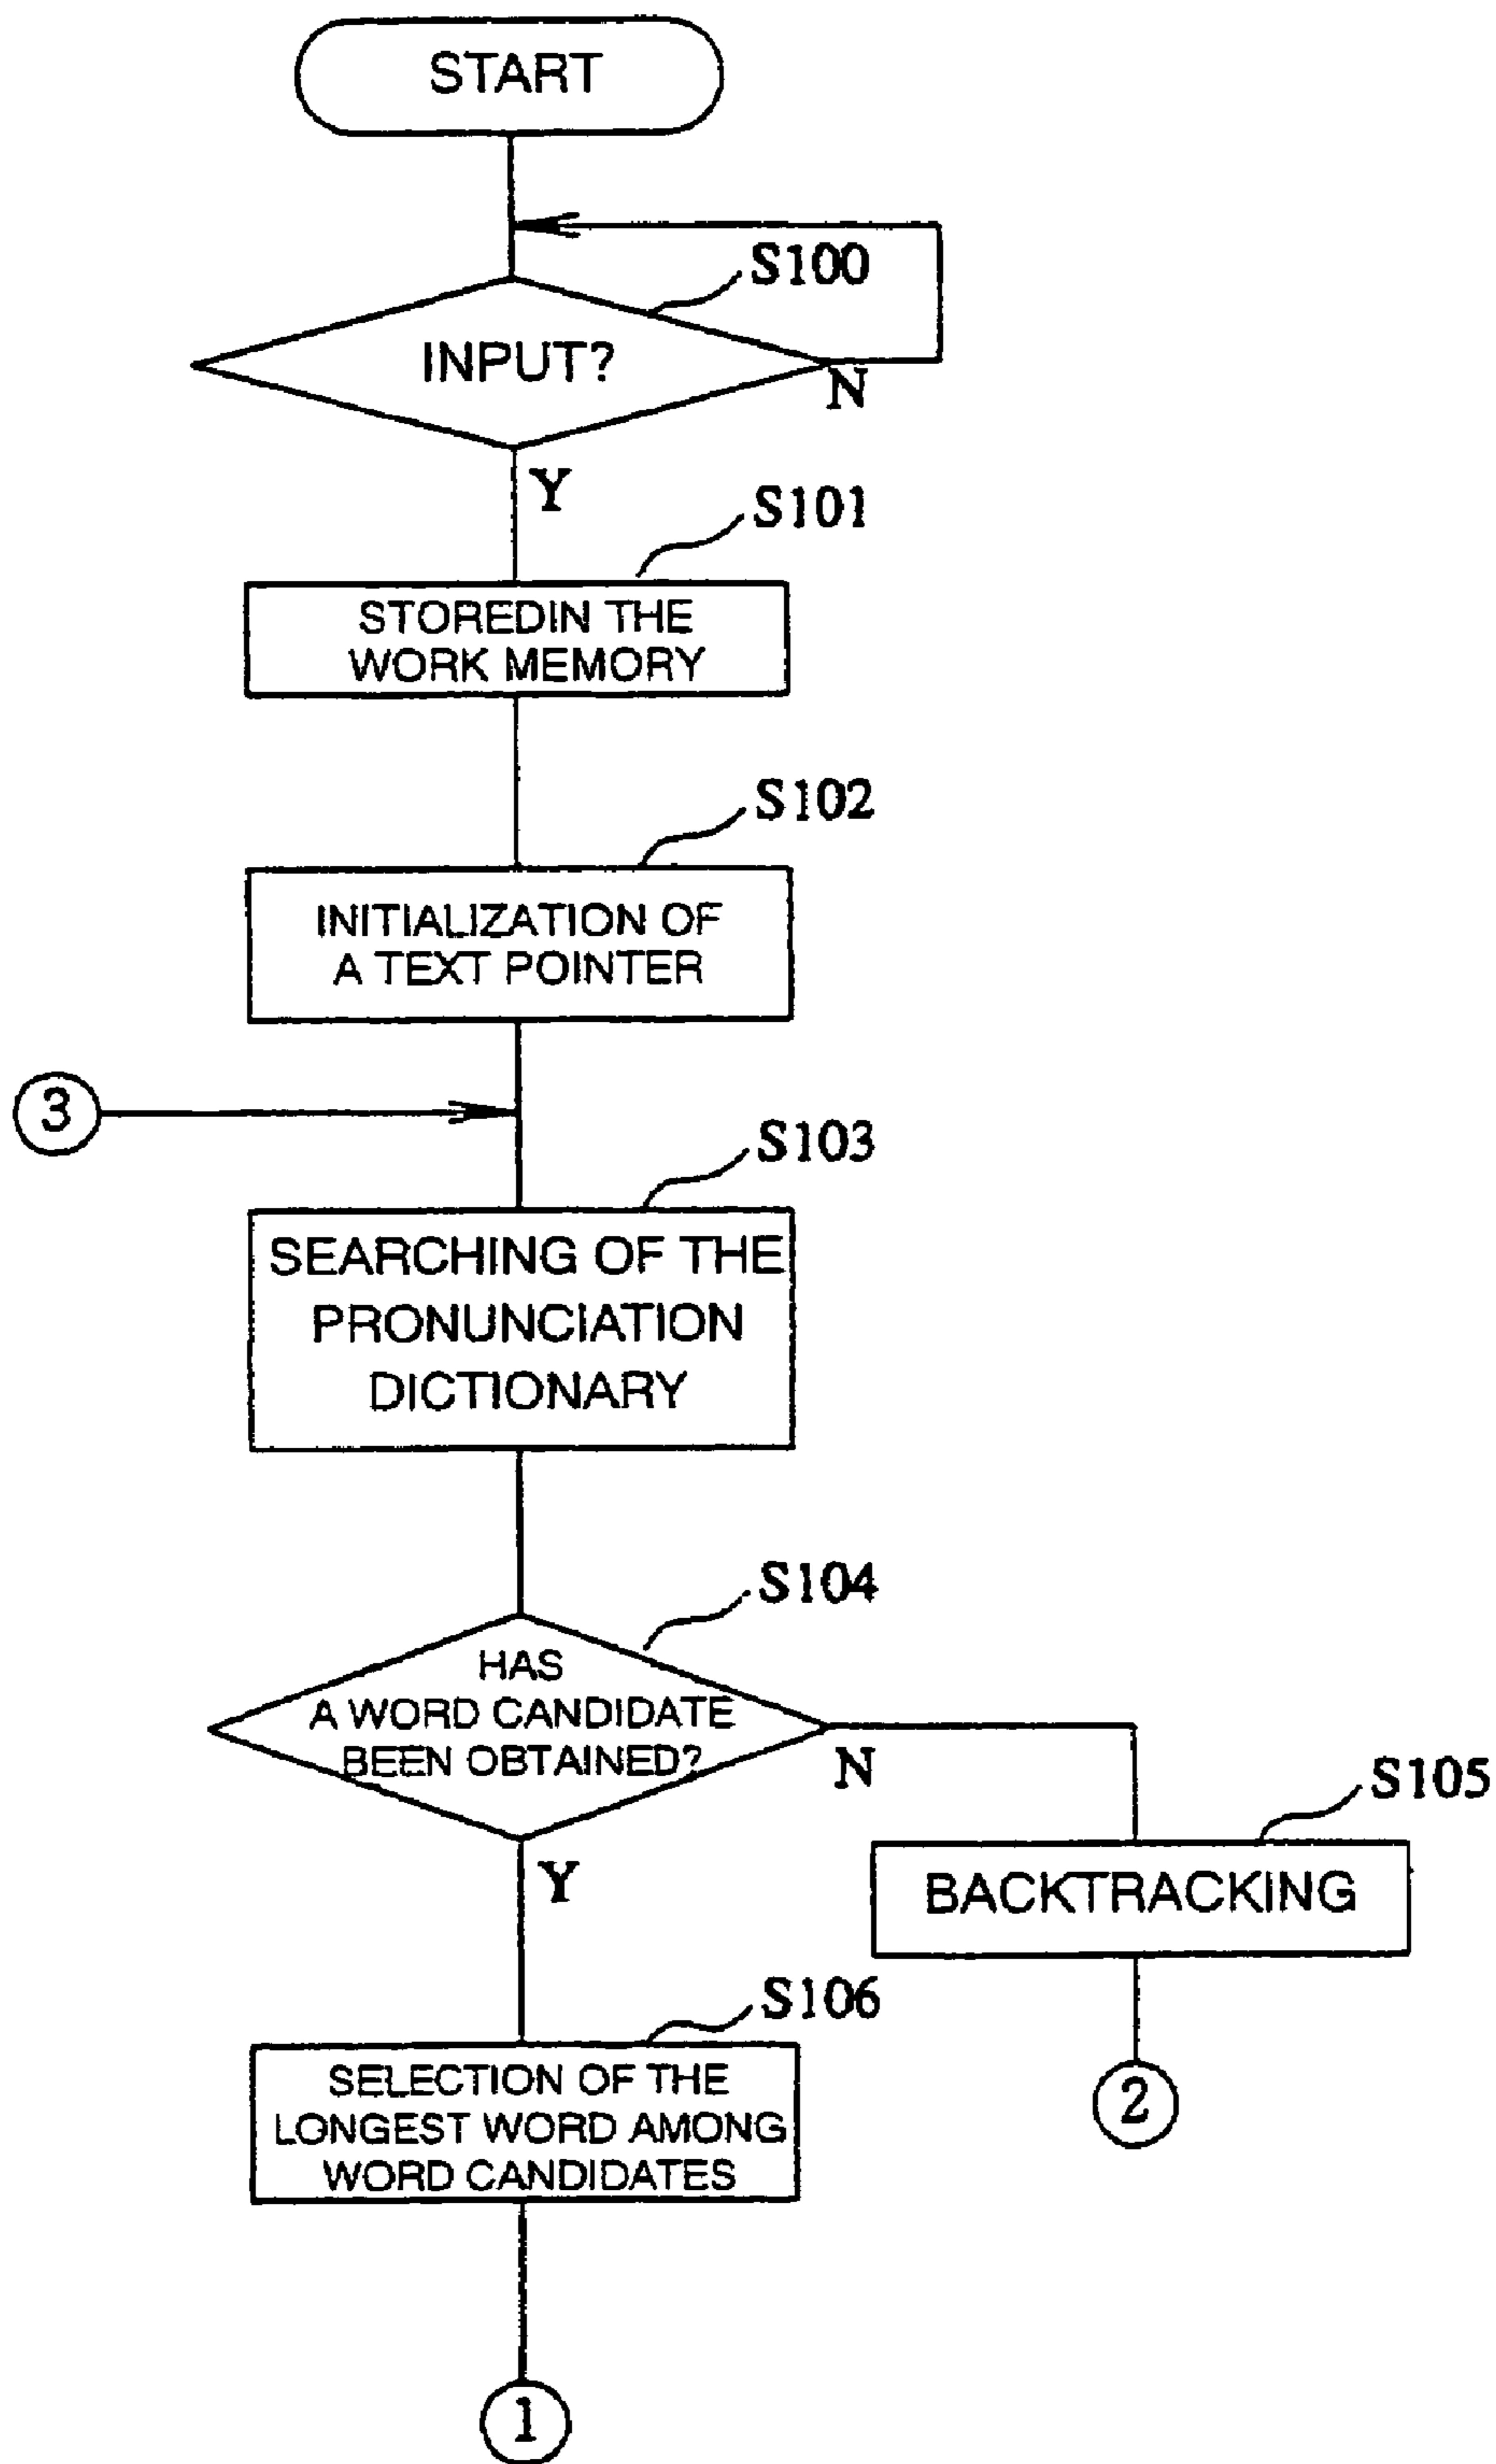 START
S100
INPUT?
N
Y
S101
STOREDIN THE
WORK MEMORY
S102
INITIALIZATION OF
A TEXT POINTER
3
S103
SEARCHING OF THE
PRONUNCIATION
DICTIONARY
S104
HAS
A WORD CANDIDATE
BEEN OBTAINED?
N
Y
S105
BACKTRACKING
2
S106
SELECTION OF THE
LONGEST WORD AMONG
WORD CANDIDATES
1